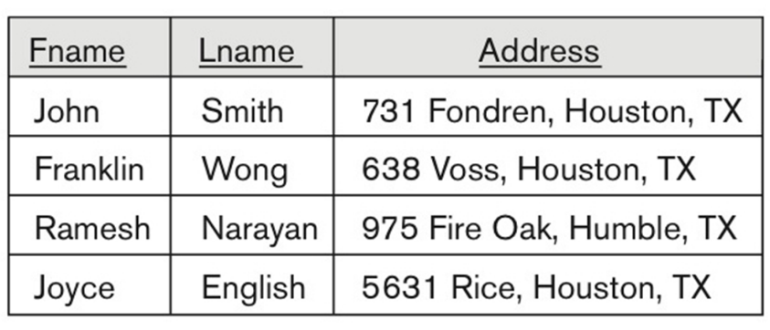 Fname Lname Address
John Smith 731 Fondren, Houston, TX
Franklin Wong 638 Voss, Houston, TX
Ramesh Narayan 975 Fire Oak, Humble, TX
Joyce English 5631 Rice, Houston, TX